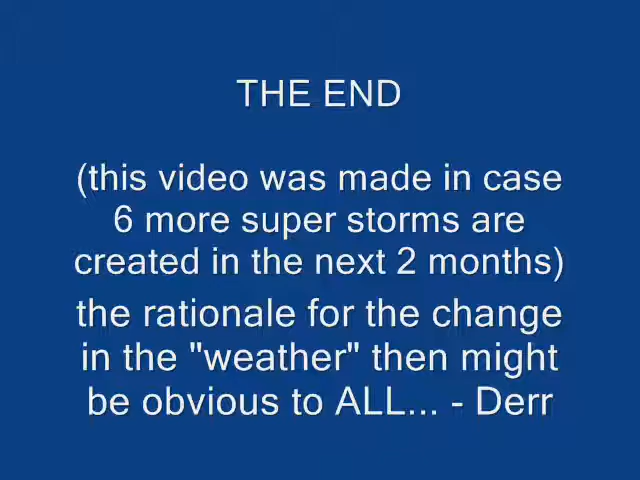 THE END
(this video was made in case
6 more super storms are
created in the next 2 months)
the rationale for the change
in the "weather" then might
be obvious to ALL... - Derr